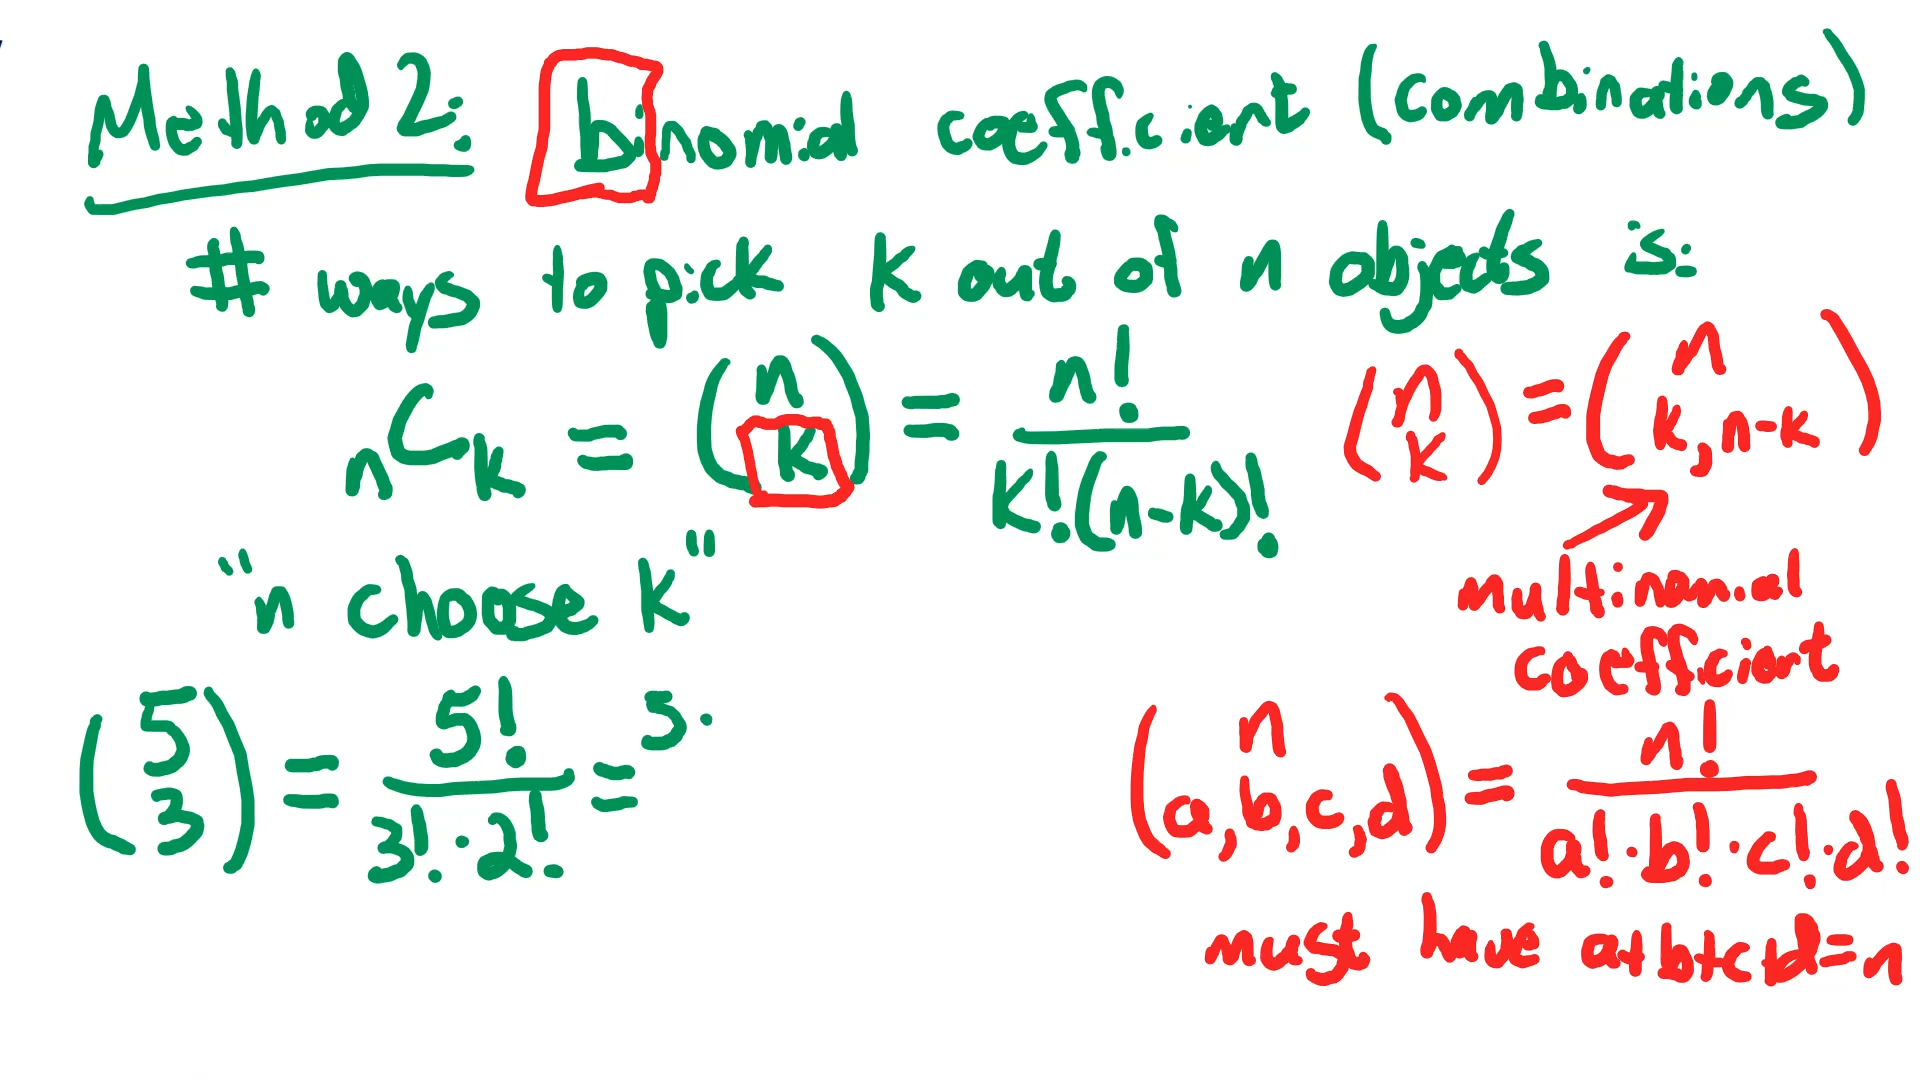 Method 2: binomial coefficient (combinations)
# ways to pick k out of n objects is:
nCk = (n k) = n! / k!(n-k)!
(n k) = (n k, n-k)
"n choose k"
multinomial
coefficient
(5 3) = 5! / 3!·2! = 5·
(n a,b,c,d) = n! / a!·b!·c!·d!
must have a+b+c+d=n